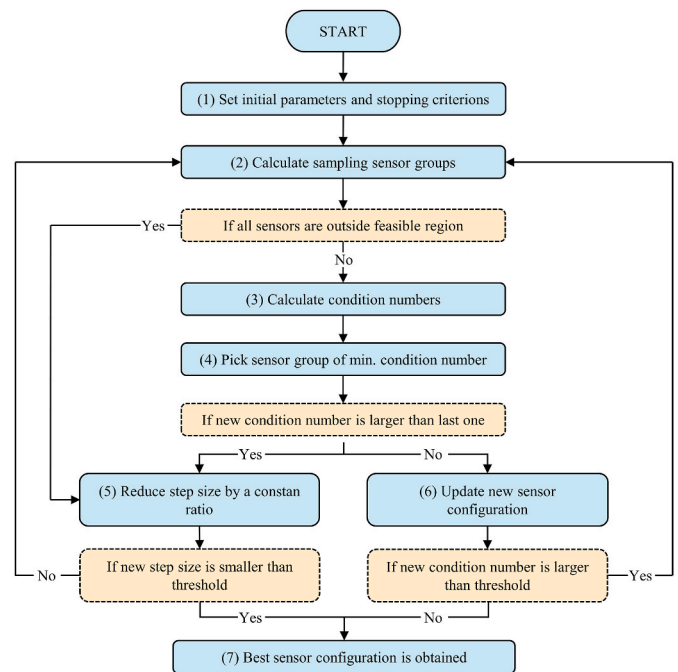 START
(1) Set initial parameters and stopping criterions
(2) Calculate sampling sensor groups
Yes
If all sensors are outside feasible region
No
(3) Calculate condition numbers
(4) Pick sensor group of min. condition number
If new condition number is larger than last one
Yes
No
(5) Reduce step size by a constan
ratio
(6) Update new sensor
configuration
No
If new step size is smaller than
threshold
If new condition number is larger
than threshold
Yes
Yes
No
(7) Best sensor configuration is obtained